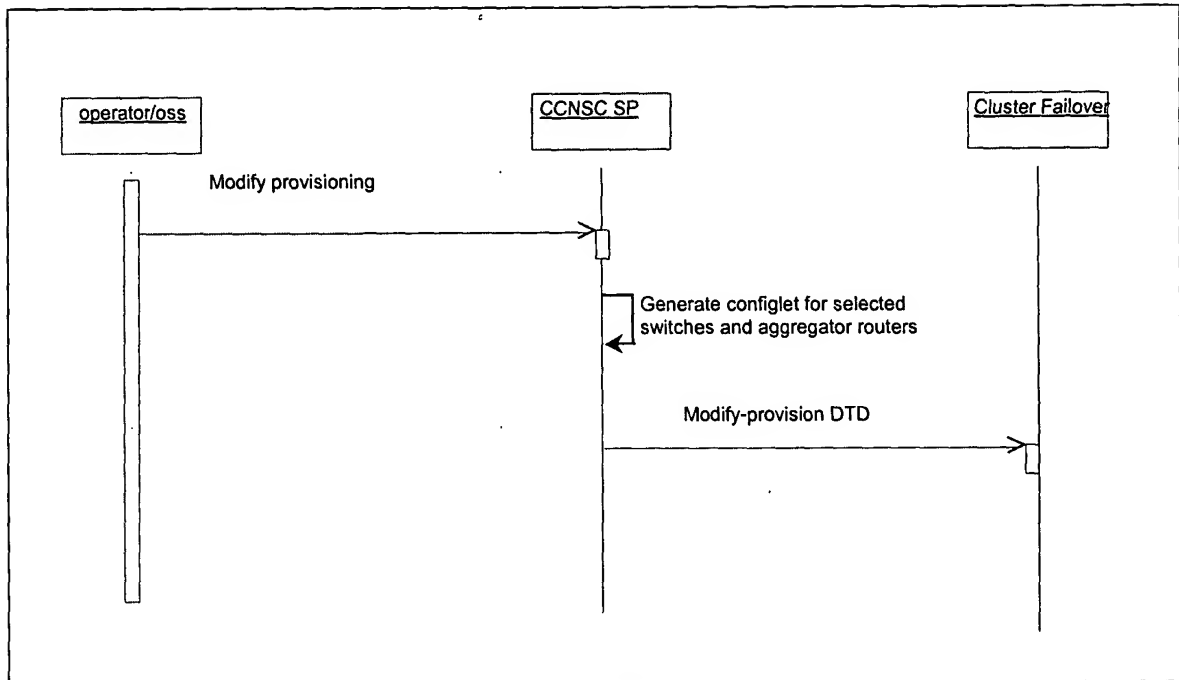 operator/oss
CCNSC SP
Cluster Failover
Modify provisioning
Generate configlet for selected
switches and aggregator routers
Modify-provision DTD